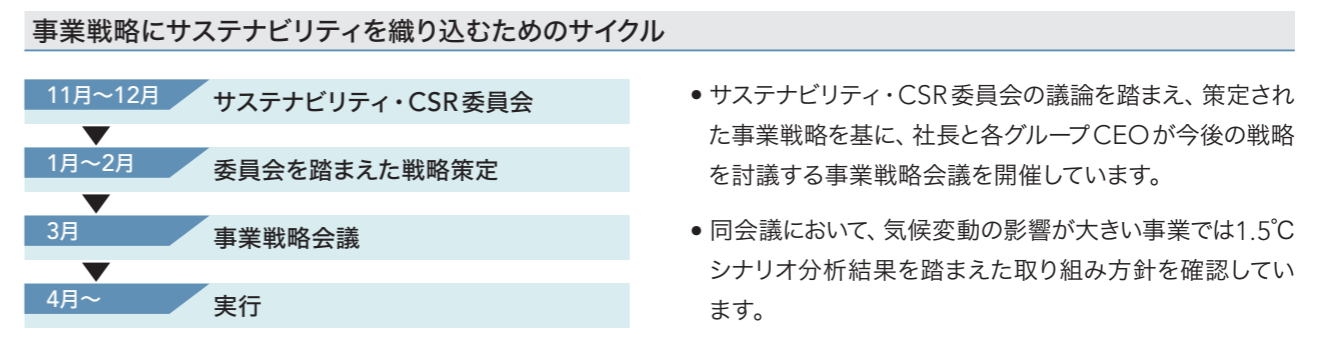 事業戦略にサステナビリティを織り込むためのサイクル
11月～12月
サステナビリティ・CSR委員会
1月～2月
委員会を踏まえた戦略策定
3月
事業戦略会議
4月～
実行
●サステナビリティ・CSR委員会の議論を踏まえ、策定され
た事業戦略を基に、社長と各グループCEOが今後の戦略
を討議する事業戦略会議を開催しています。
●同会議において、気候変動の影響が大きい事業では1.5℃
シナリオ分析結果を踏まえた取り組み方針を確認してい
ます。